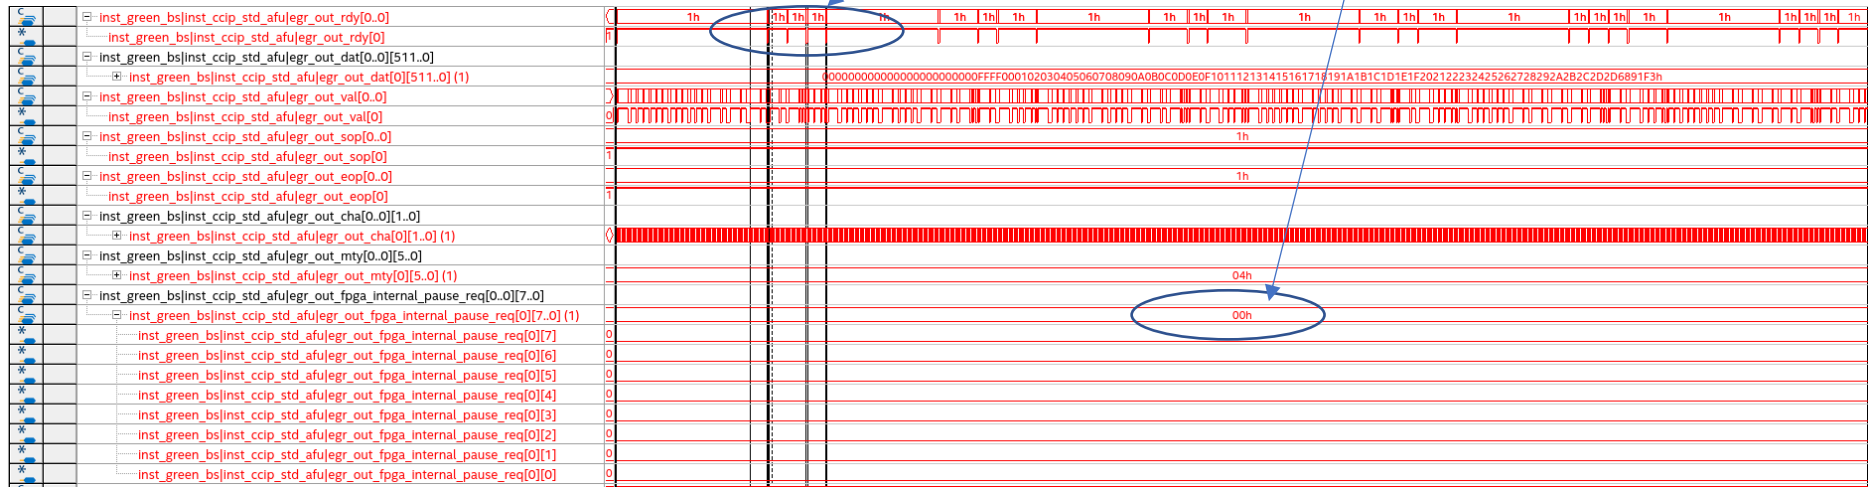 inst_green_bs|inst_ccip_std_afu|egr_out_rdy[0..0] 1h 1h 1h 1h 1h 1h 1h 1h 1h 1h 1h 1h 1h 1h 1h 1h 1h 1h 1h 1h 1h 1h 1h 1h 1h
inst_green_bs|inst_ccip_std_afu|egr_out_rdy[0] 1
inst_green_bs|inst_ccip_std_afu|egr_out_dat[0..0][511..0]
inst_green_bs|inst_ccip_std_afu|egr_out_dat[0][511..0] (1)
inst_green_bs|inst_ccip_std_afu|egr_out_val[0..0]
inst_green_bs|inst_ccip_std_afu|egr_out_val[0] 0
inst_green_bs|inst_ccip_std_afu|egr_out_sop[0..0] 1h
inst_green_bs|inst_ccip_std_afu|egr_out_sop[0] 1
inst_green_bs|inst_ccip_std_afu|egr_out_eop[0..0] 1h
inst_green_bs|inst_ccip_std_afu|egr_out_eop[0] 1
inst_green_bs|inst_ccip_std_afu|egr_out_cha[0..0][1..0]
inst_green_bs|inst_ccip_std_afu|egr_out_cha[0][1..0] (1)
inst_green_bs|inst_ccip_std_afu|egr_out_mty[0..0][5..0]
inst_green_bs|inst_ccip_std_afu|egr_out_mty[0][5..0] (1) 04h
inst_green_bs|inst_ccip_std_afu|egr_out_fpga_internal_pause_req[0..0][7..0]
inst_green_bs|inst_ccip_std_afu|egr_out_fpga_internal_pause_req[0][7..0] (1) 00h
inst_green_bs|inst_ccip_std_afu|egr_out_fpga_internal_pause_req[0][7] 0
inst_green_bs|inst_ccip_std_afu|egr_out_fpga_internal_pause_req[0][6] 0
inst_green_bs|inst_ccip_std_afu|egr_out_fpga_internal_pause_req[0][5] 0
inst_green_bs|inst_ccip_std_afu|egr_out_fpga_internal_pause_req[0][4] 0
inst_green_bs|inst_ccip_std_afu|egr_out_fpga_internal_pause_req[0][3] 0
inst_green_bs|inst_ccip_std_afu|egr_out_fpga_internal_pause_req[0][2] 0
inst_green_bs|inst_ccip_std_afu|egr_out_fpga_internal_pause_req[0][1] 0
inst_green_bs|inst_ccip_std_afu|egr_out_fpga_internal_pause_req[0][0] 0